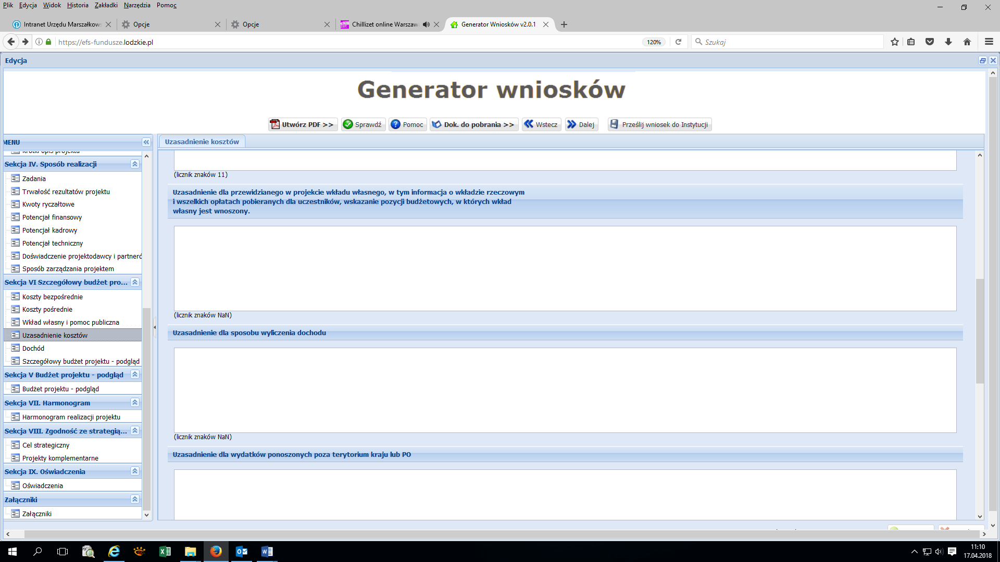 Plik Edycja Widok Historia Zakładki Narzędzia Pomoc
Intranet Urzędu Marszałkows
Opcje
Opcje
Chillizet online Warszawa
Generator Wniosków v2.0.1
https://efs-fundusze.lodzkie.pl
120%
Szukaj
Edycja
Generator wniosków
Utwórz PDF >>
Sprawdź
Pomoc
Dok. do pobrania >>
Wstecz
Dalej
Prześlij wniosek do Instytucji
MENU
Krótki opis projektu
Sekcja IV. Sposób realizacji
Zadania
Trwałość rezultatów projektu
Kwoty ryczałtowe
Potencjał finansowy
Potencjał kadrowy
Potencjał techniczny
Doświadczenie projektodawcy i partneró
Sposób zarządzania projektem
Sekcja VI Szczegółowy budżet pro...
Koszty bezpośrednie
Koszty pośrednie
Wkład własny i pomoc publiczna
Uzasadnienie kosztów
Dochód
Szczegółowy budżet projektu - podgląd
Sekcja V Budżet projektu - podgląd
Budżet projektu - podgląd
Sekcja VII. Harmonogram
Harmonogram realizacji projektu
Sekcja VIII. Zgodność ze strategią...
Cel strategiczny
Projekty komplementarne
Sekcja IX. Oświadczenia
Oświadczenia
Załączniki
Załączniki
Uzasadnienie kosztów
(licznik znaków 11)
Uzasadnienie dla przewidzianego w projekcie wkładu własnego, w tym informacja o wkładzie rzeczowym
i wszelkich opłatach pobieranych dla uczestników, wskazanie pozycji budżetowych, w których wkład
własny jest wnoszony.
(licznik znaków NaN)
Uzasadnienie dla sposobu wyliczenia dochodu
(licznik znaków NaN)
Uzasadnienie dla wydatków ponoszonych poza terytorium kraju lub PO
11:10
17.04.2018